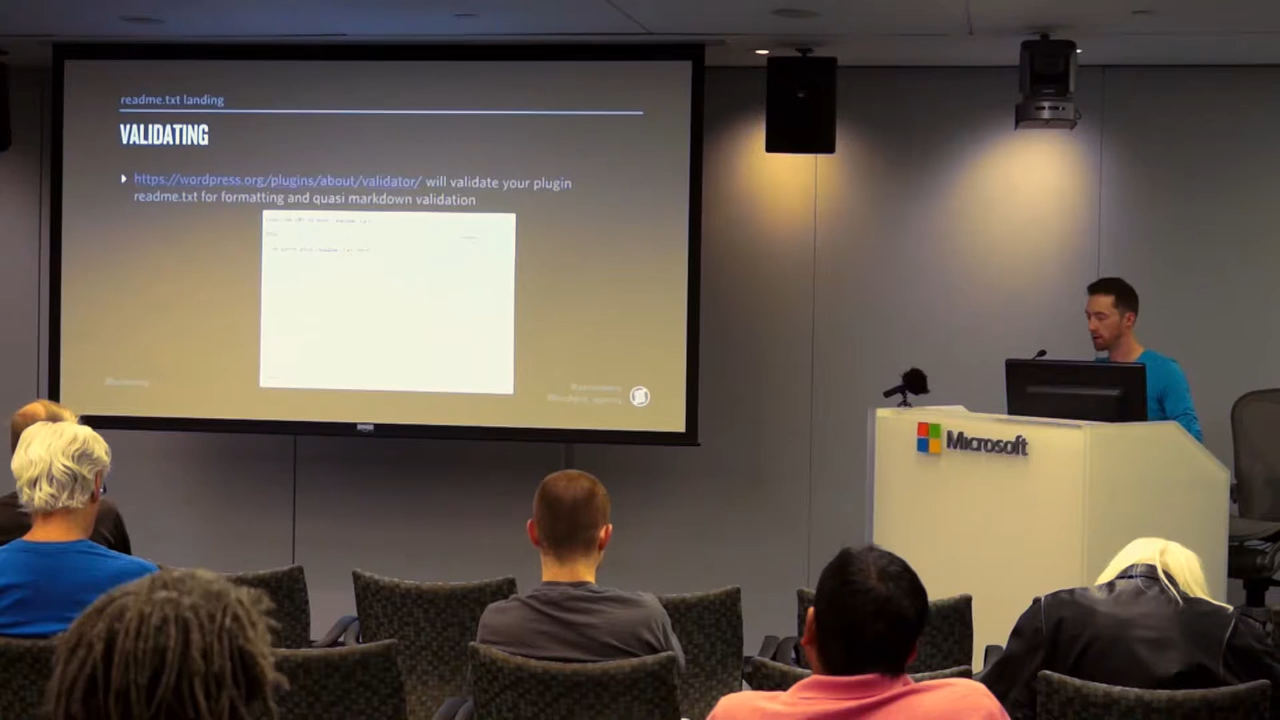 readme.txt landing
VALIDATING
https://wordpress.org/plugins/about/validator/ will validate your plugin
readme.txt for formatting and quasi markdown validation
Microsoft